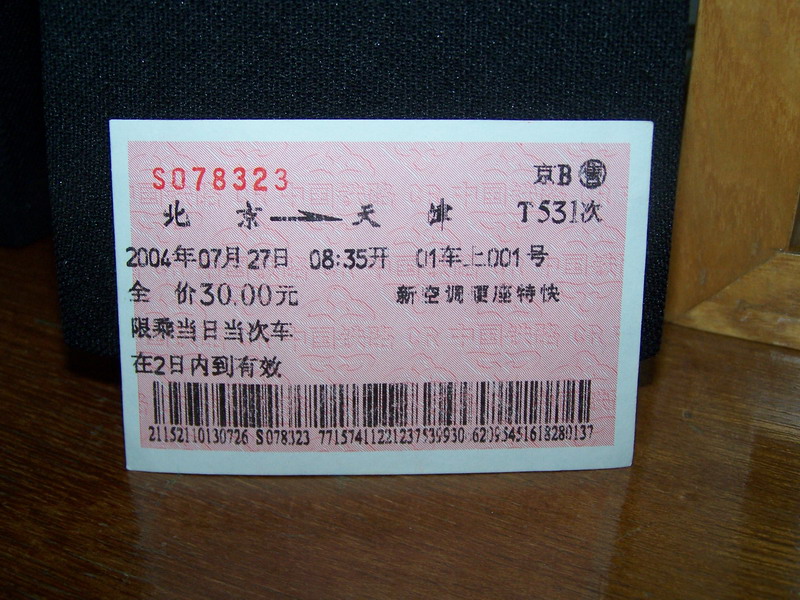 S078323 京B 售
北 京 天 津 T531次
2004年07月27日 08:35开 01车上001号
全 价30.00元 新空调硬座特快
限乘当日当次车
在2日内到有效
21152110130726 S078323